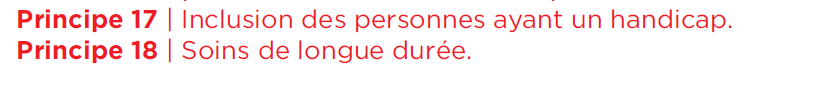 Principe 17 | Inclusion des personnes ayant un handicap.
Principe 18 | Soins de longue durée.